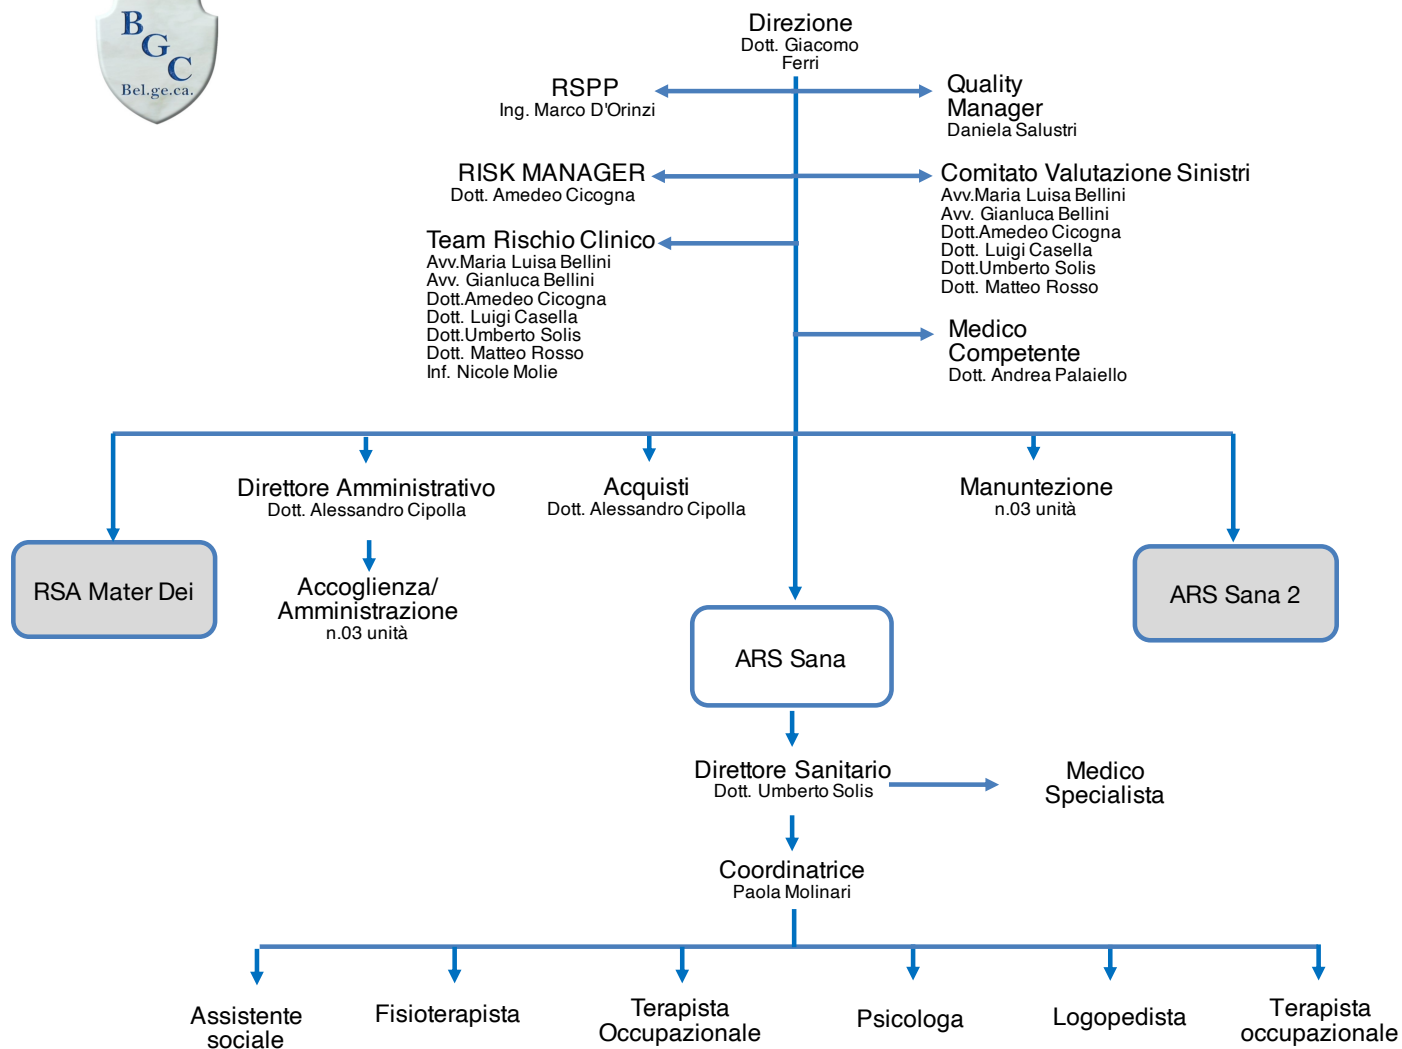 B
G
C
Bel.ge.ca.
Direzione
Dott. Giacomo
Ferri
RSPP
Ing. Marco D'Orinzi
Quality
Manager
Daniela Salustri
RISK MANAGER
Dott. Amedeo Cicogna
Comitato Valutazione Sinistri
Avv.Maria Luisa Bellini
Avv. Gianluca Bellini
Dott.Amedeo Cicogna
Dott. Luigi Casella
Dott.Umberto Solis
Dott. Matteo Rosso
Team Rischio Clinico
Avv.Maria Luisa Bellini
Avv. Gianluca Bellini
Dott.Amedeo Cicogna
Dott. Luigi Casella
Dott.Umberto Solis
Dott. Matteo Rosso
Inf. Nicole Molie
Medico
Competente
Dott. Andrea Palaiello
Direttore Amministrativo
Dott. Alessandro Cipolla
Acquisti
Dott. Alessandro Cipolla
Manuntezione
n.03 unità
RSA Mater Dei
Accoglienza/
Amministrazione
n.03 unità
ARS Sana
ARS Sana 2
Direttore Sanitario
Dott. Umberto Solis
Medico
Specialista
Coordinatrice
Paola Molinari
Assistente
sociale
Fisioterapista
Terapista
Occupazionale
Psicologa
Logopedista
Terapista
occupazionale